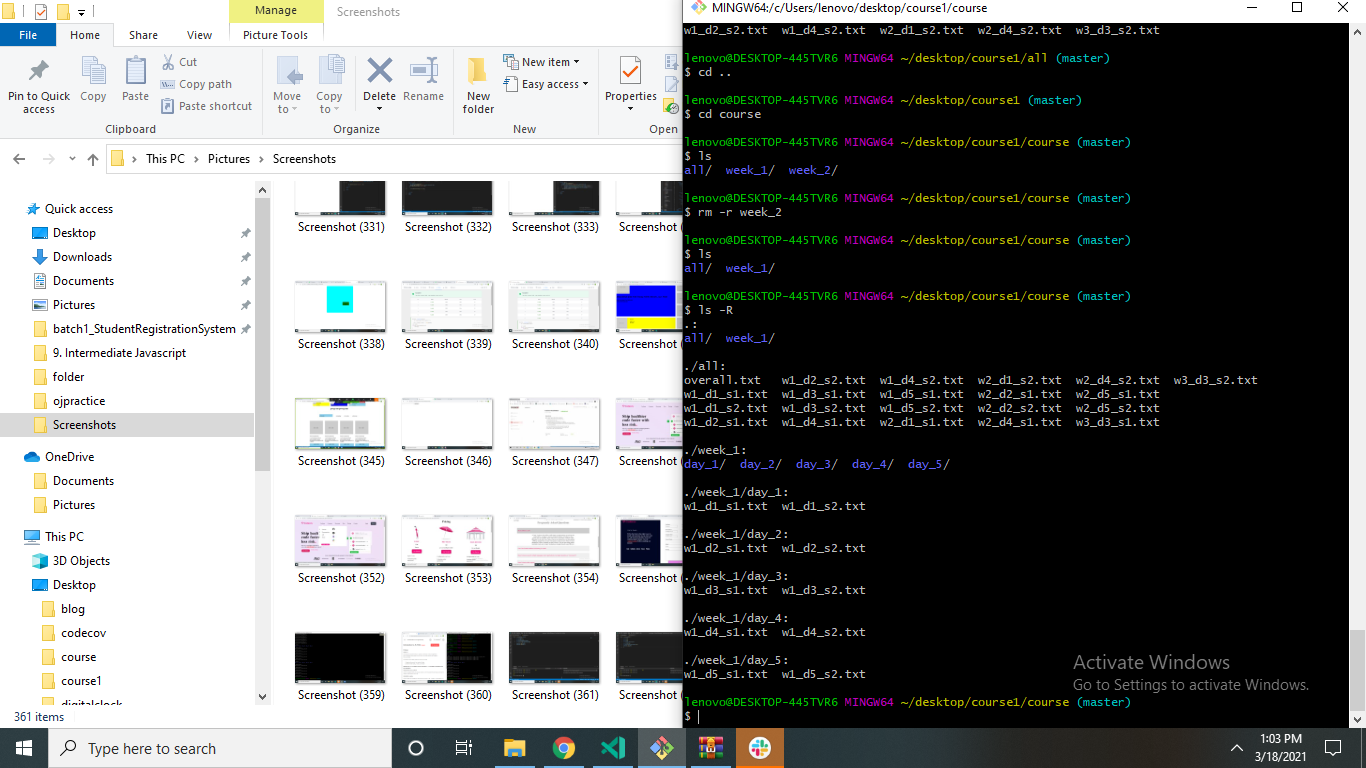 Manage
Screenshots
File
Home
Share
View
Picture Tools
Pin to Quick access
Copy
Paste
Cut
Copy path
Paste shortcut
Clipboard
Move to
Copy to
Delete
Rename
Organize
New folder
New item
Easy access
New
Properties
Open
This PC
Pictures
Screenshots
Quick access
Desktop
Downloads
Documents
Pictures
batch1_StudentRegistrationSystem
9. Intermediate Javascript
folder
ojpractice
Screenshots
OneDrive
Documents
Pictures
This PC
3D Objects
Desktop
blog
codecov
course
course1
digitalclock
361 items
Screenshot (331)
Screenshot (332)
Screenshot (333)
Screenshot (338)
Screenshot (339)
Screenshot (340)
Screenshot (345)
Screenshot (346)
Screenshot (347)
Screenshot (352)
Screenshot (353)
Screenshot (354)
Screenshot (359)
Screenshot (360)
Screenshot (361)
MINGW64:/c/Users/lenovo/desktop/course1/course
w1_d2_s2.txt w1_d4_s2.txt w2_d1_s2.txt w2_d4_s2.txt w3_d3_s2.txt
lenovo@DESKTOP-445TVR6 MINGW64 ~/desktop/course1/all (master)
$ cd ..
lenovo@DESKTOP-445TVR6 MINGW64 ~/desktop/course1 (master)
$ cd course
lenovo@DESKTOP-445TVR6 MINGW64 ~/desktop/course1/course (master)
$ ls
all/ week_1/ week_2/
lenovo@DESKTOP-445TVR6 MINGW64 ~/desktop/course1/course (master)
$ rm -r week_2
lenovo@DESKTOP-445TVR6 MINGW64 ~/desktop/course1/course (master)
$ ls
all/ week_1/
lenovo@DESKTOP-445TVR6 MINGW64 ~/desktop/course1/course (master)
$ ls -R
.:
all/ week_1/
./all:
overall.txt w1_d2_s2.txt w1_d4_s2.txt w2_d1_s2.txt w2_d4_s2.txt w3_d3_s2.txt
w1_d1_s1.txt w1_d3_s1.txt w1_d5_s1.txt w2_d2_s1.txt w2_d5_s1.txt
w1_d1_s2.txt w1_d3_s2.txt w1_d5_s2.txt w2_d2_s2.txt w2_d5_s2.txt
w1_d2_s1.txt w1_d4_s1.txt w2_d1_s1.txt w2_d4_s1.txt w3_d3_s1.txt
./week_1:
day_1/ day_2/ day_3/ day_4/ day_5/
./week_1/day_1:
w1_d1_s1.txt w1_d1_s2.txt
./week_1/day_2:
w1_d2_s1.txt w1_d2_s2.txt
./week_1/day_3:
w1_d3_s1.txt w1_d3_s2.txt
./week_1/day_4:
w1_d4_s1.txt w1_d4_s2.txt
./week_1/day_5:
w1_d5_s1.txt w1_d5_s2.txt
lenovo@DESKTOP-445TVR6 MINGW64 ~/desktop/course1/course (master)
$
Activate Windows
Go to Settings to activate Windows.
Type here to search
1:03 PM
3/18/2021